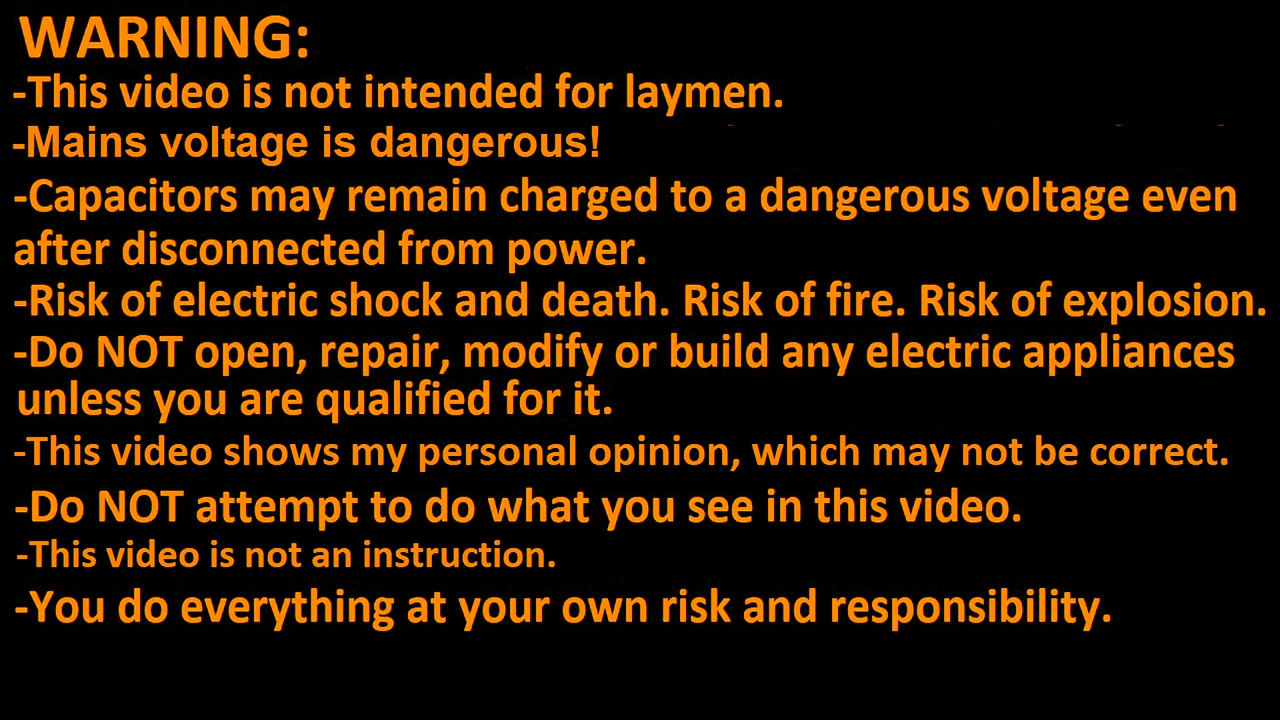 WARNING:
-This video is not intended for laymen.
-Mains voltage is dangerous!
-Capacitors may remain charged to a dangerous voltage even
after disconnected from power.
-Risk of electric shock and death. Risk of fire. Risk of explosion.
-Do NOT open, repair, modify or build any electric appliances
unless you are qualified for it.
-This video shows my personal opinion, which may not be correct.
-Do NOT attempt to do what you see in this video.
-This video is not an instruction.
-You do everything at your own risk and responsibility.